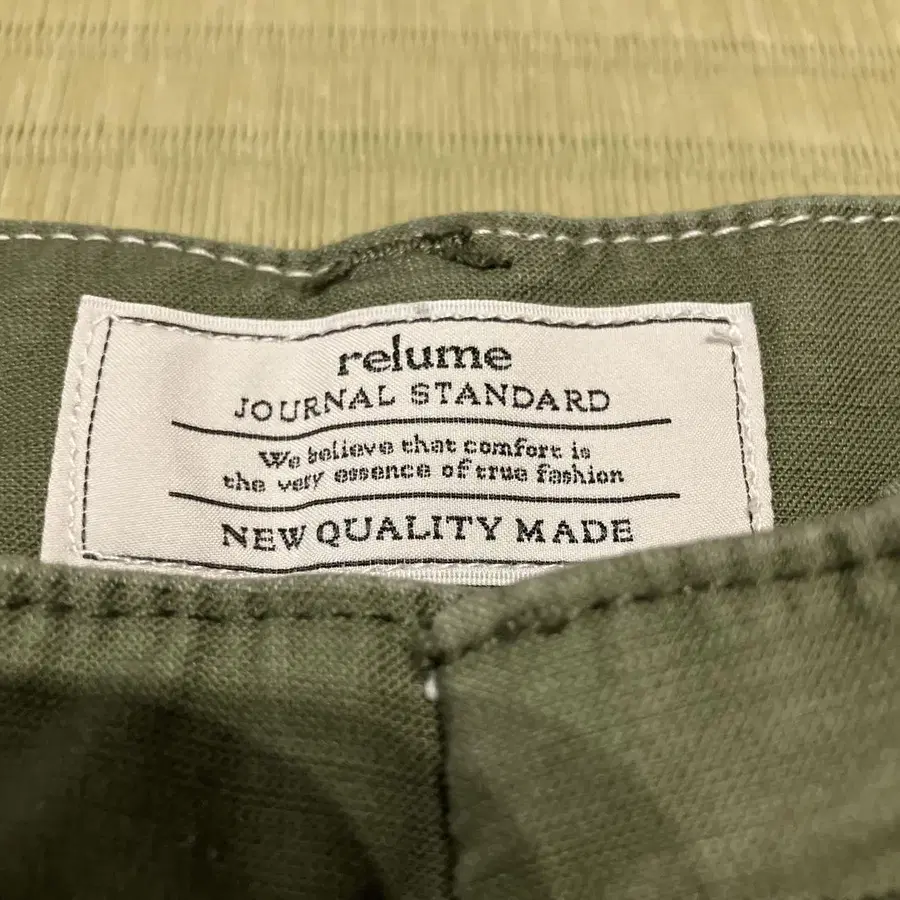 relume
JOURNAL STANDARD
We believe that comfort is
the very essence of true fashion
NEW QUALITY MADE